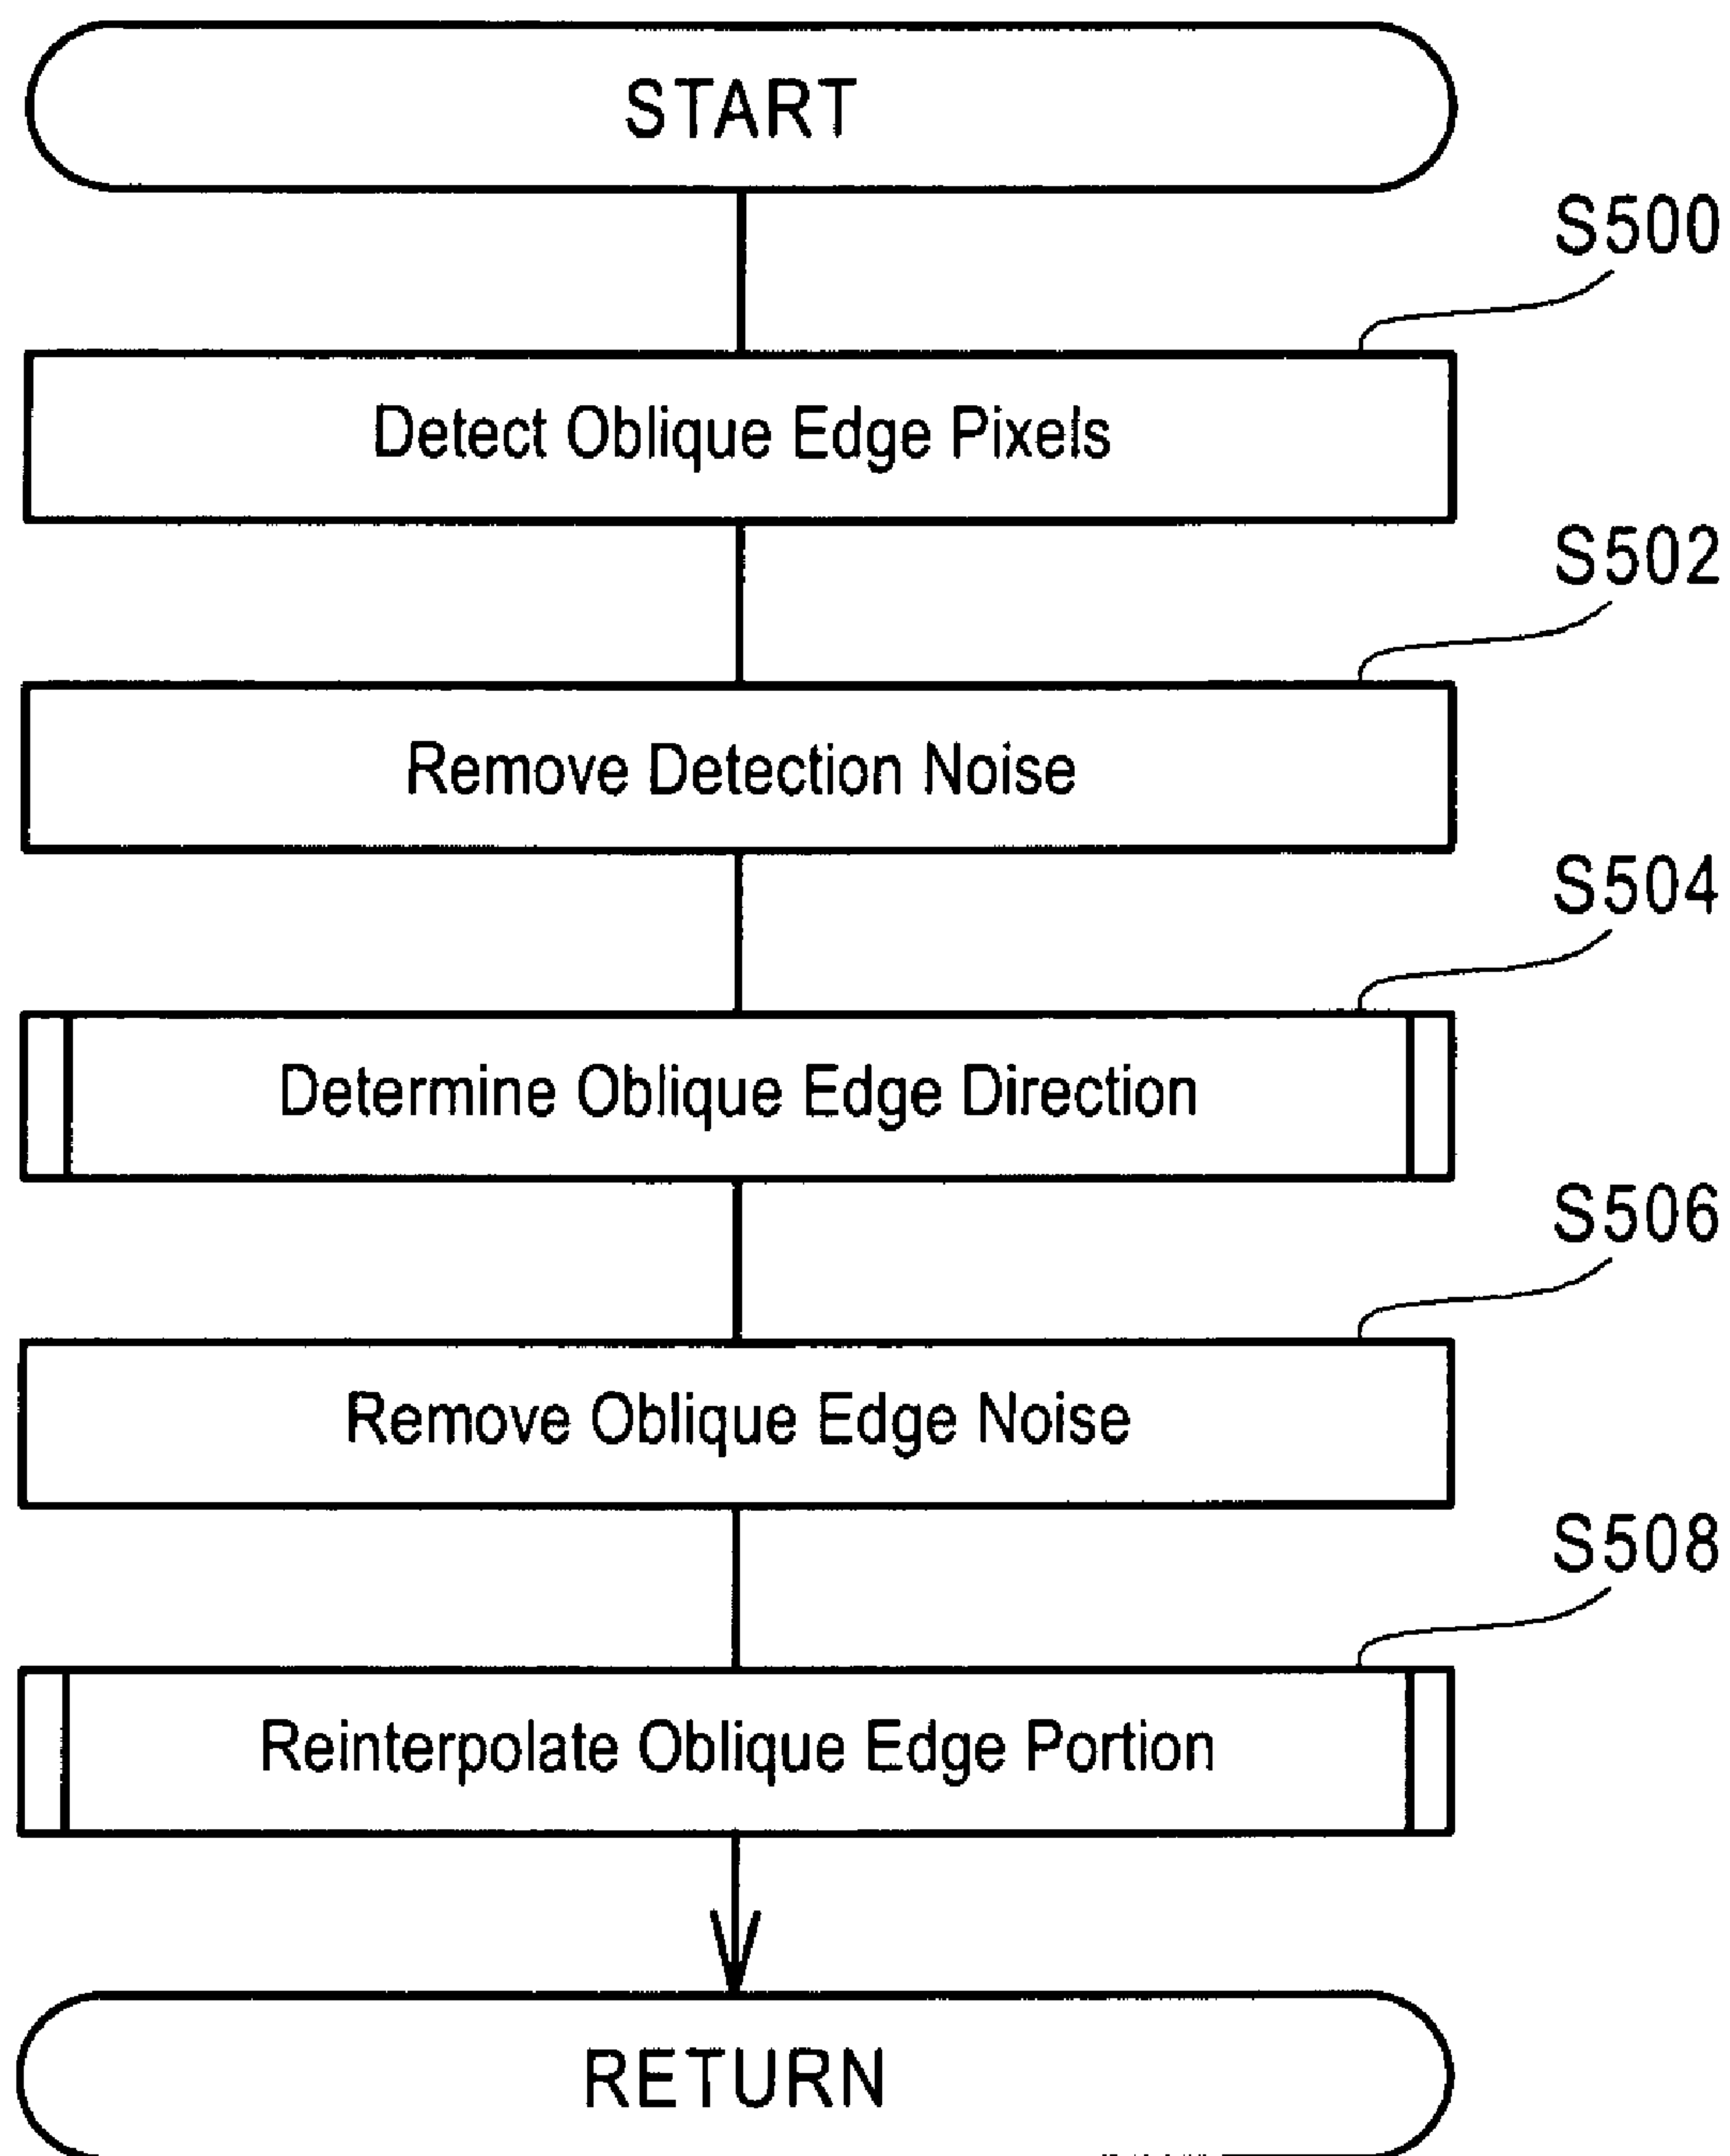 START
S500
Detect Oblique Edge Pixels
S502
Remove Detection Noise
S504
Determine Oblique Edge Direction
S506
Remove Oblique Edge Noise
S508
Reinterpolate Oblique Edge Portion
RETURN